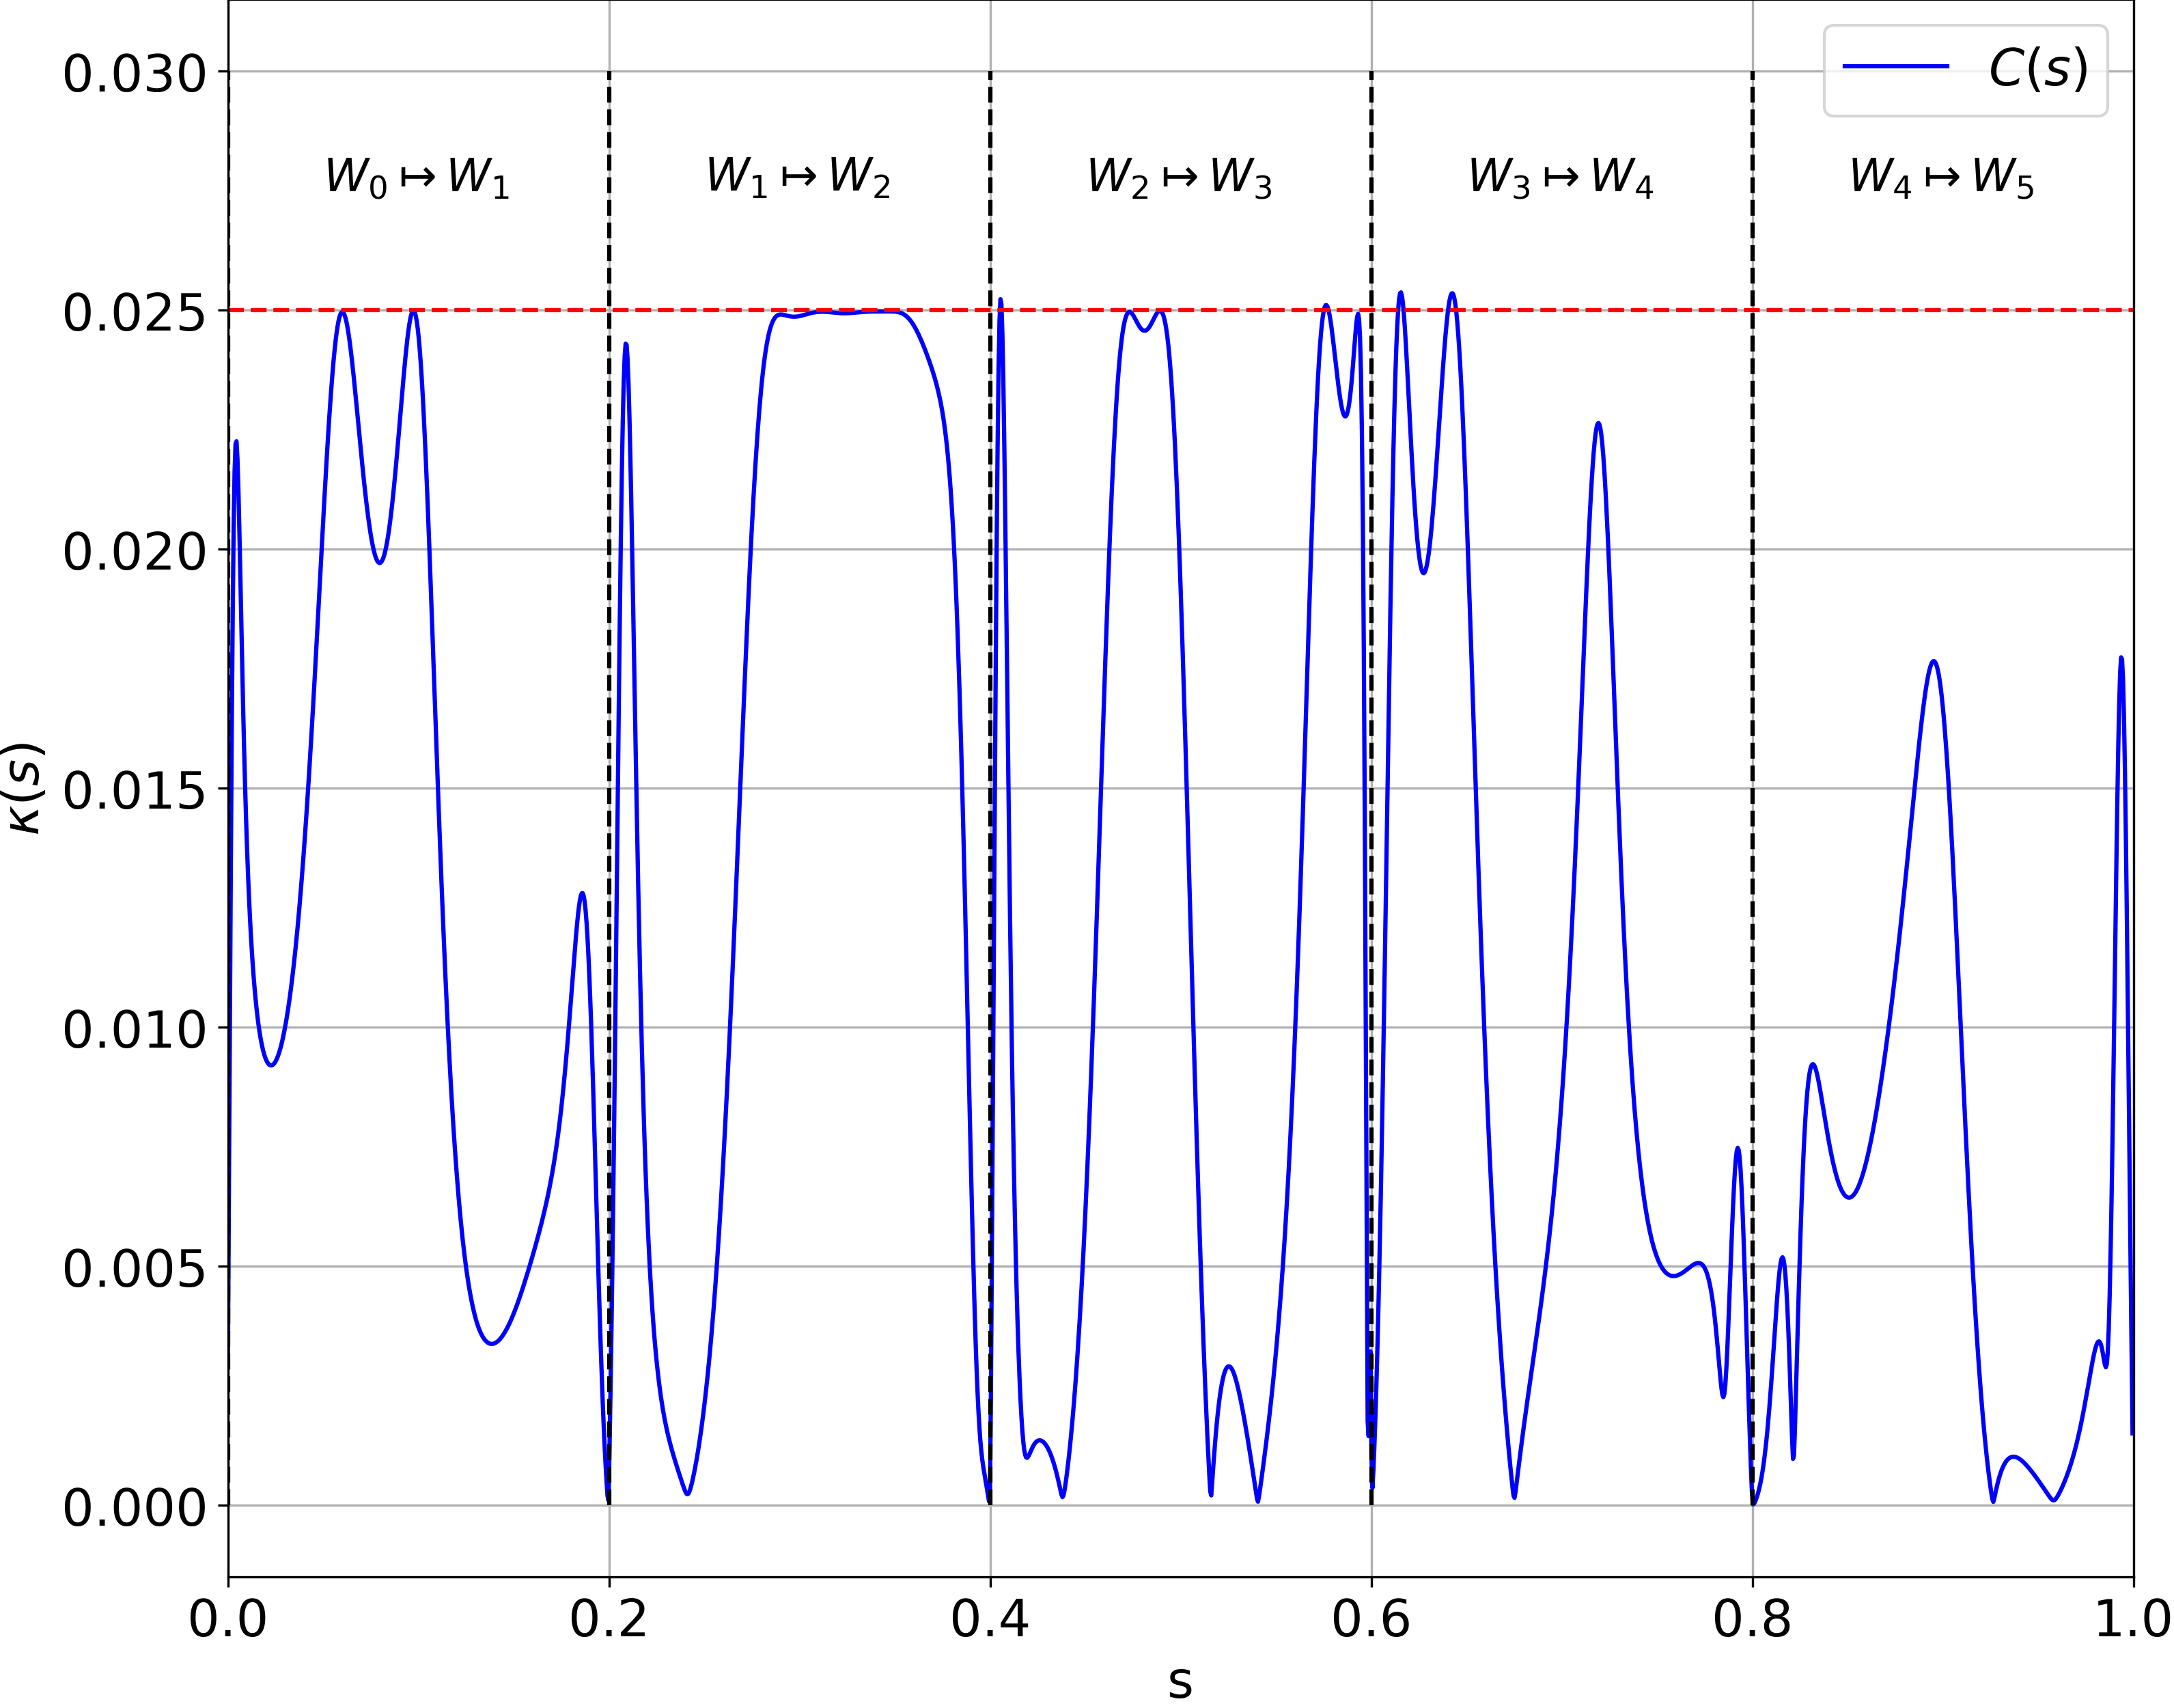 C(s)
0.030
W₀ ↦ W₁
W₁ ↦ W₂
W₂ ↦ W₃
W₃ ↦ W₄
W₄ ↦ W₅
0.025
0.020
0.015
0.010
0.005
0.000
κ(s)
0.0
0.2
0.4
0.6
0.8
1.0
s